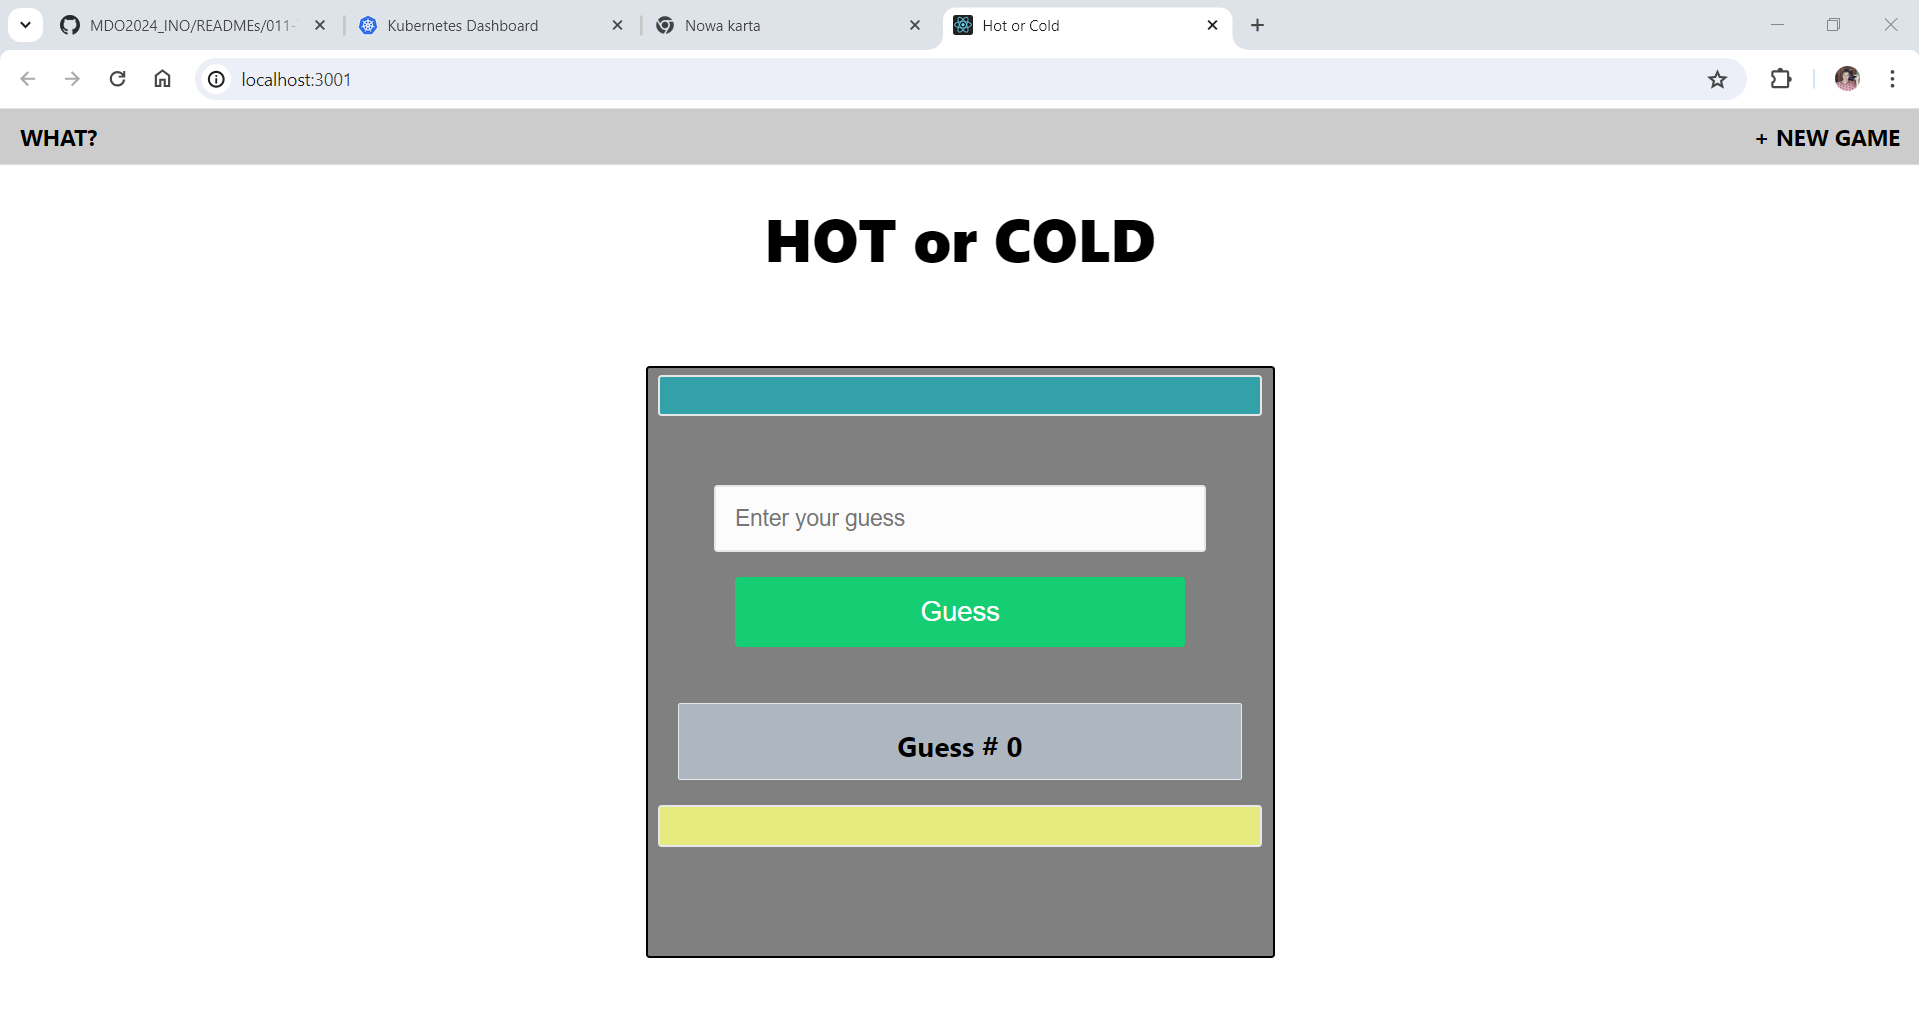 MDO2024_INO/READMEs/011-
Kubernetes Dashboard
Nowa karta
Hot or Cold
localhost:3001
WHAT?
+ NEW GAME
HOT or COLD
Enter your guess
Guess
Guess # 0